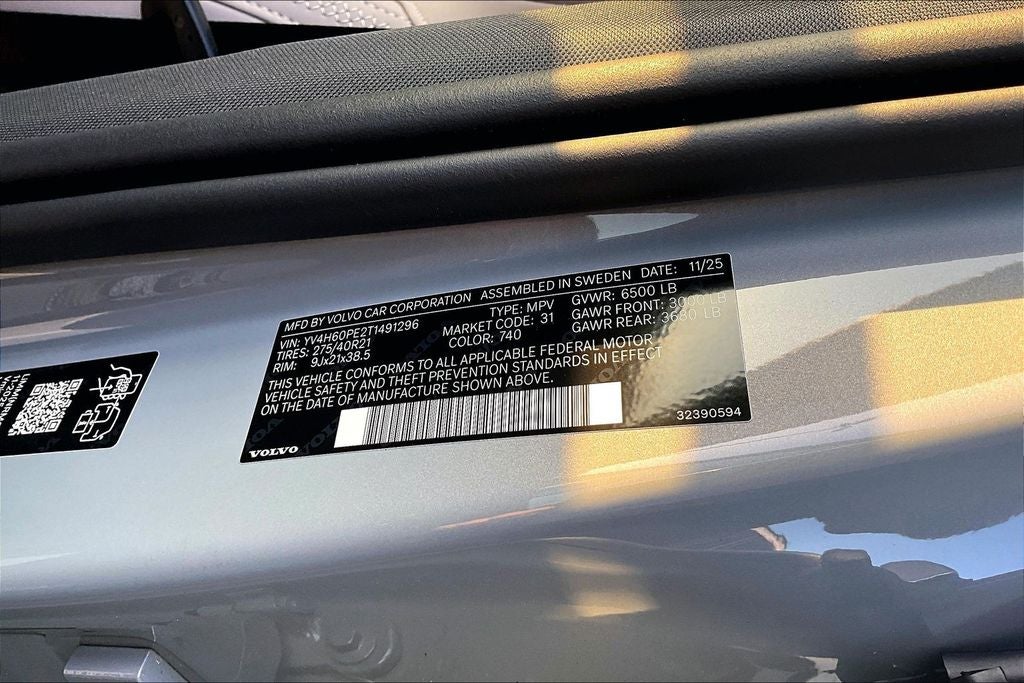 MFD BY VOLVO CAR CORPORATION ASSEMBLED IN SWEDEN DATE: 11/25
VIN: YV4H60PE2T1491296 TYPE: MPV GVWR: 6500 LB
TIRES: 275/40R21 MARKET CODE: 31 GAWR FRONT: 3000 LB
RIM: 9Jx21x38.5 COLOR: 740 GAWR REAR: 3680 LB
THIS VEHICLE CONFORMS TO ALL APPLICABLE FEDERAL MOTOR
VEHICLE SAFETY AND THEFT PREVENTION STANDARDS IN EFFECT
ON THE DATE OF MANUFACTURE SHOWN ABOVE.
VOLVO 32390594